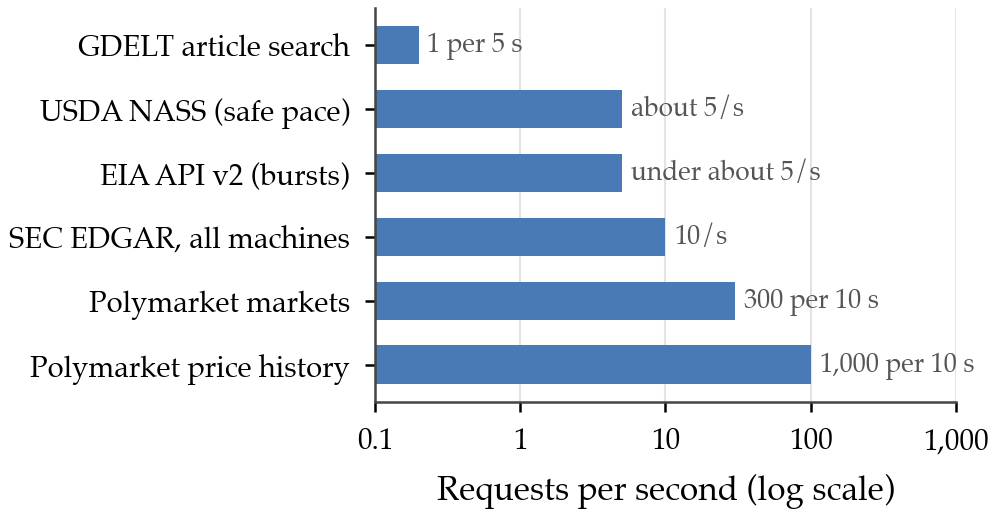 GDELT article search 1 per 5 s
USDA NASS (safe pace) about 5/s
EIA API v2 (bursts) under about 5/s
SEC EDGAR, all machines 10/s
Polymarket markets 300 per 10 s
Polymarket price history 1,000 per 10 s
0.1 1 10 100 1,000
Requests per second (log scale)